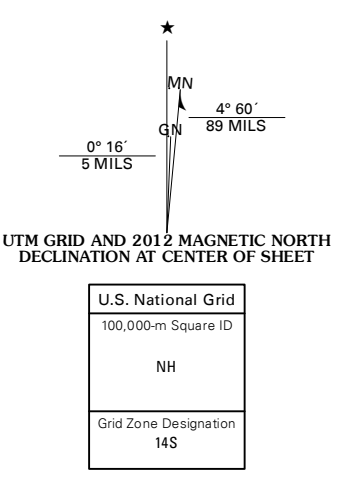 ★
MN
4° 60´
89 MILS
GN
0° 16´
5 MILS
UTM GRID AND 2012 MAGNETIC NORTH
DECLINATION AT CENTER OF SHEET
U.S. National Grid
100,000-m Square ID
NH
Grid Zone Designation
14S